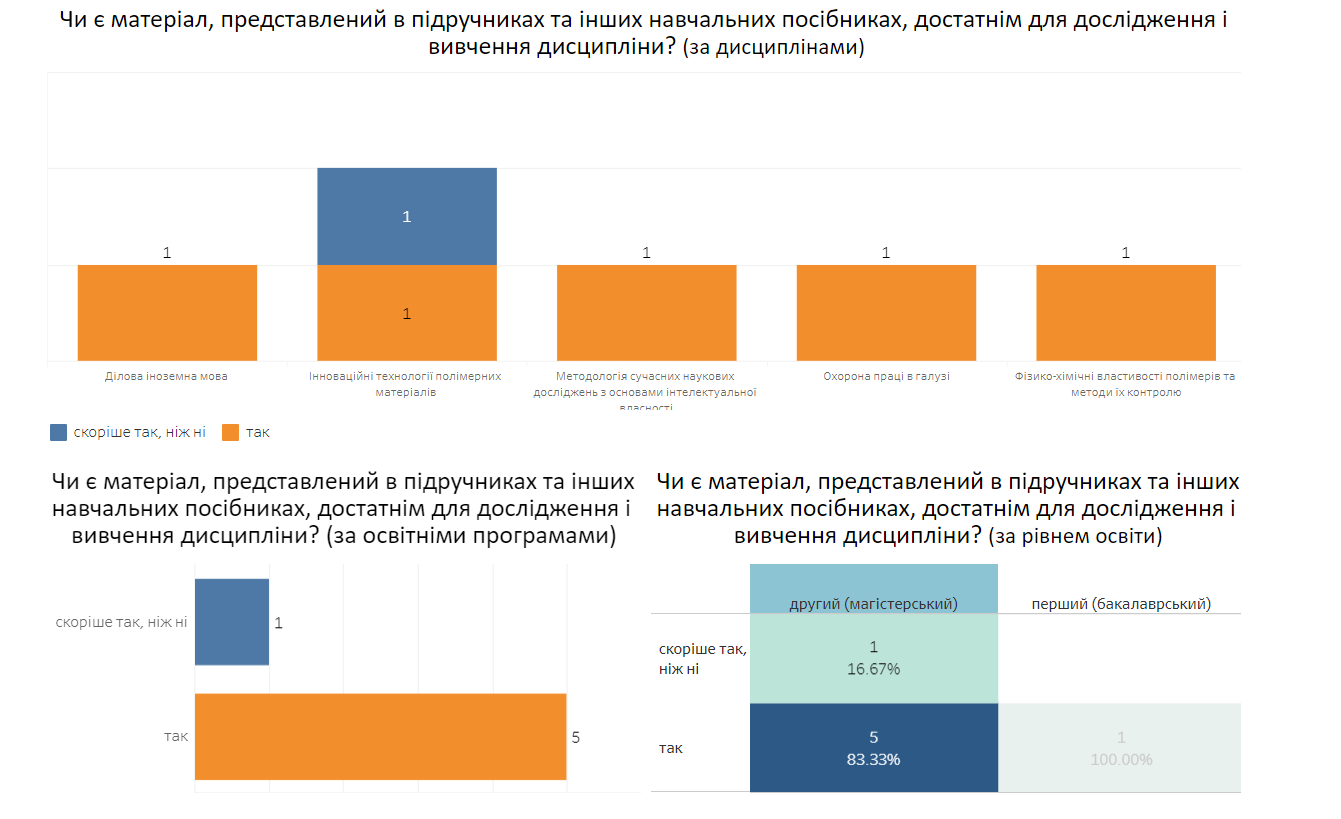 Чи є матеріал, представлений в підручниках та інших навчальних посібниках, достатнім для дослідження і
вивчення дисципліни? (за дисциплінами)
1
1
1
1
1
1
Ділова іноземна мова
Інноваційні технології полімерних
матеріалів
Методологія сучасних наукових
досліджень з основами інтелектуальної
власності
Охорона праці в галузі
Фізико-хімічні властивості полімерів та
методи їх контролю
скоріше так, ніж ні
так
Чи є матеріал, представлений в підручниках та інших
навчальних посібниках, достатнім для дослідження і
вивчення дисципліни? (за освітніми програмами)
скоріше так, ніж ні
1
так
5
Чи є матеріал, представлений в підручниках та інших
навчальних посібниках, достатнім для дослідження і
вивчення дисципліни? (за рівнем освіти)
другий (магістерський)
перший (бакалаврський)
скоріше так,
ніж ні
1
16.67%
так
5
83.33%
1
100.00%